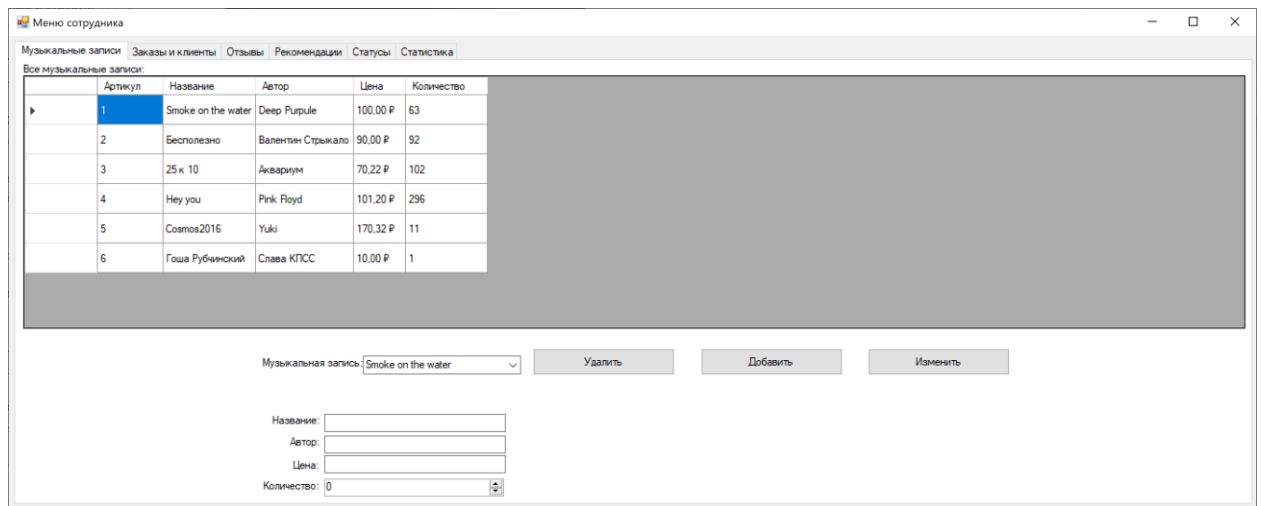 Меню сотрудника
Музыкальные записи Заказы и клиенты Отзывы Рекомендации Статусы Статистика
Все музыкальные записи:
Артикул Название Автор Цена Количество
1 Smoke on the water Deep Purpule 100,00 ₽ 63
2 Бесполезно Валентин Стрыкало 90,00 ₽ 92
3 25 к 10 Аквариум 70,22 ₽ 102
4 Hey you Pink Floyd 101,20 ₽ 296
5 Cosmos2016 Yuki 170,32 ₽ 11
6 Гоша Рубчинский Слава КПСС 10,00 ₽ 1
Музыкальная запись: Smoke on the water Удалить Добавить Изменить
Название:
Автор:
Цена:
Количество: 0